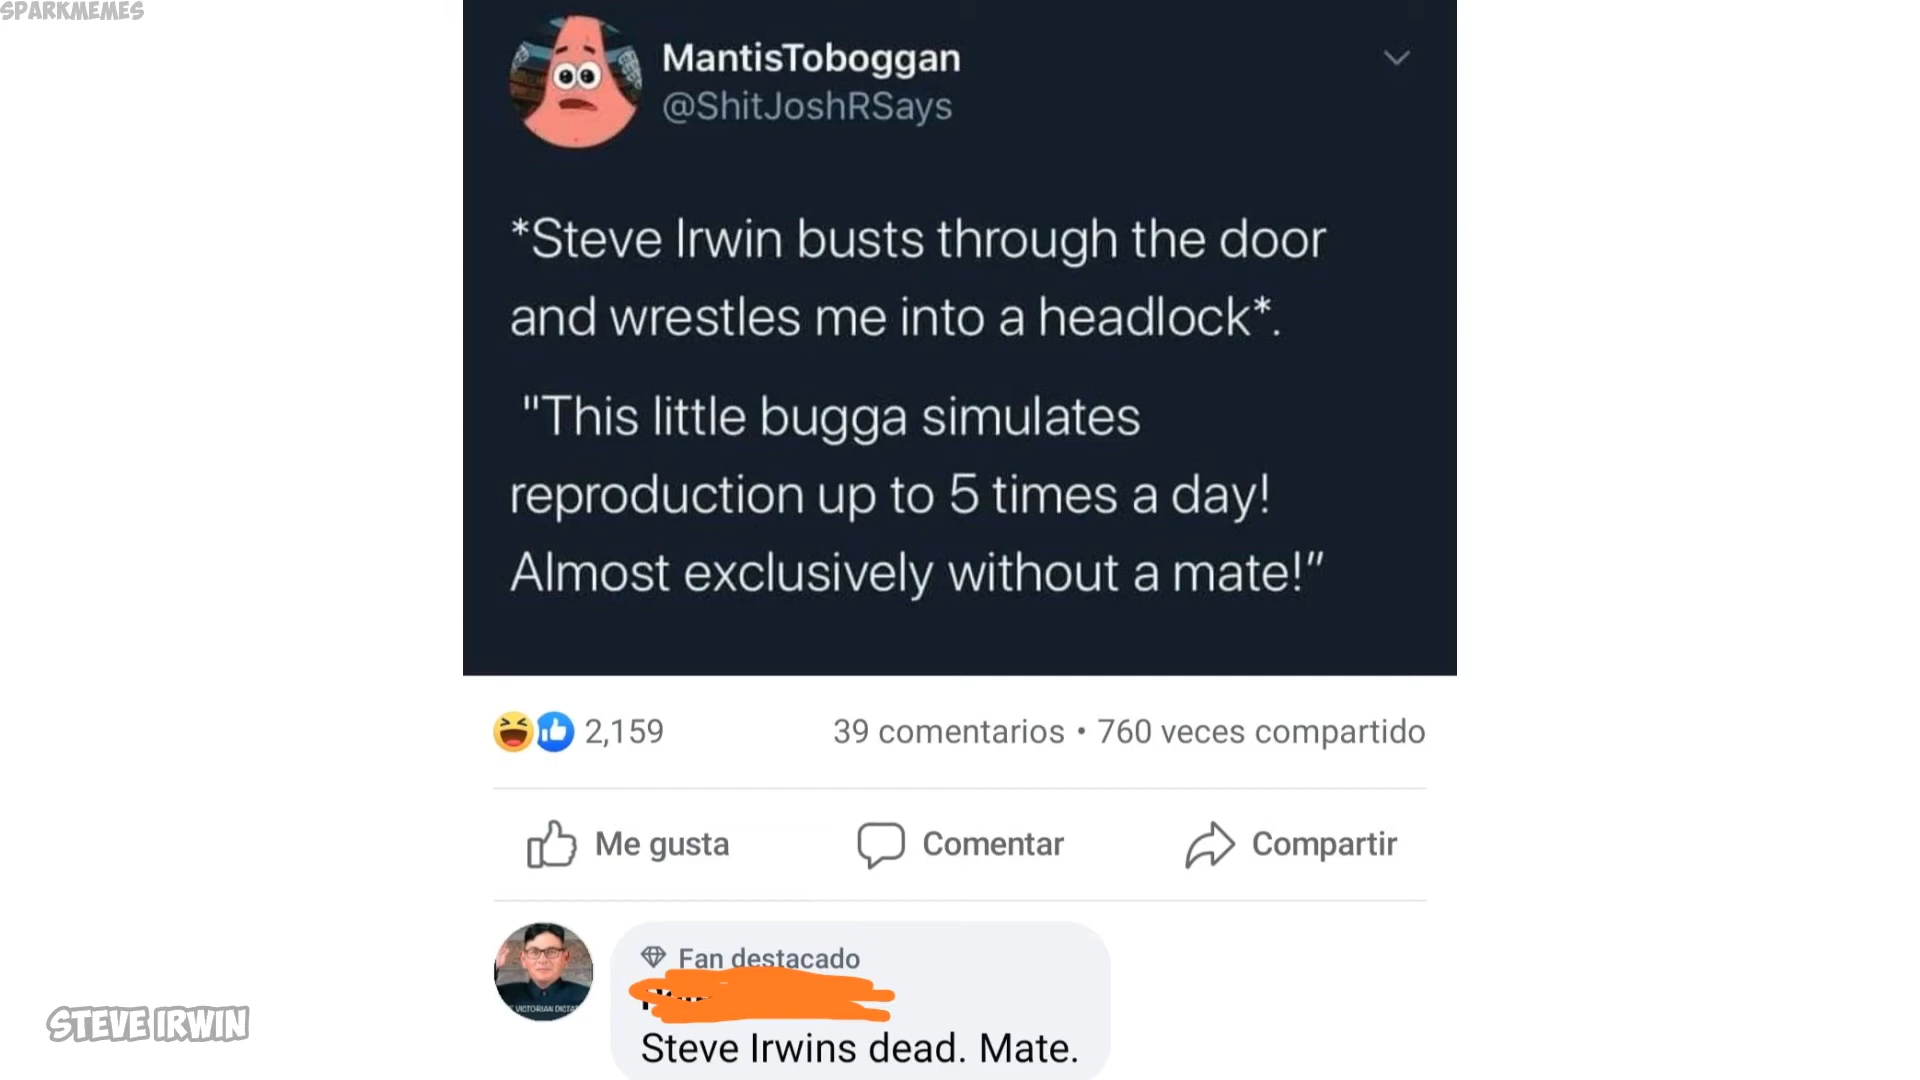 SPARKMEMES
MantisToboggan
@ShitJoshRSays
*Steve Irwin busts through the door
and wrestles me into a headlock*.
"This little bugga simulates
reproduction up to 5 times a day!
Almost exclusively without a mate!”
2,159
39 comentarios • 760 veces compartido
Me gusta
Comentar
Compartir
Fan destacado
Steve Irwins dead. Mate.
STEVE IRWIN